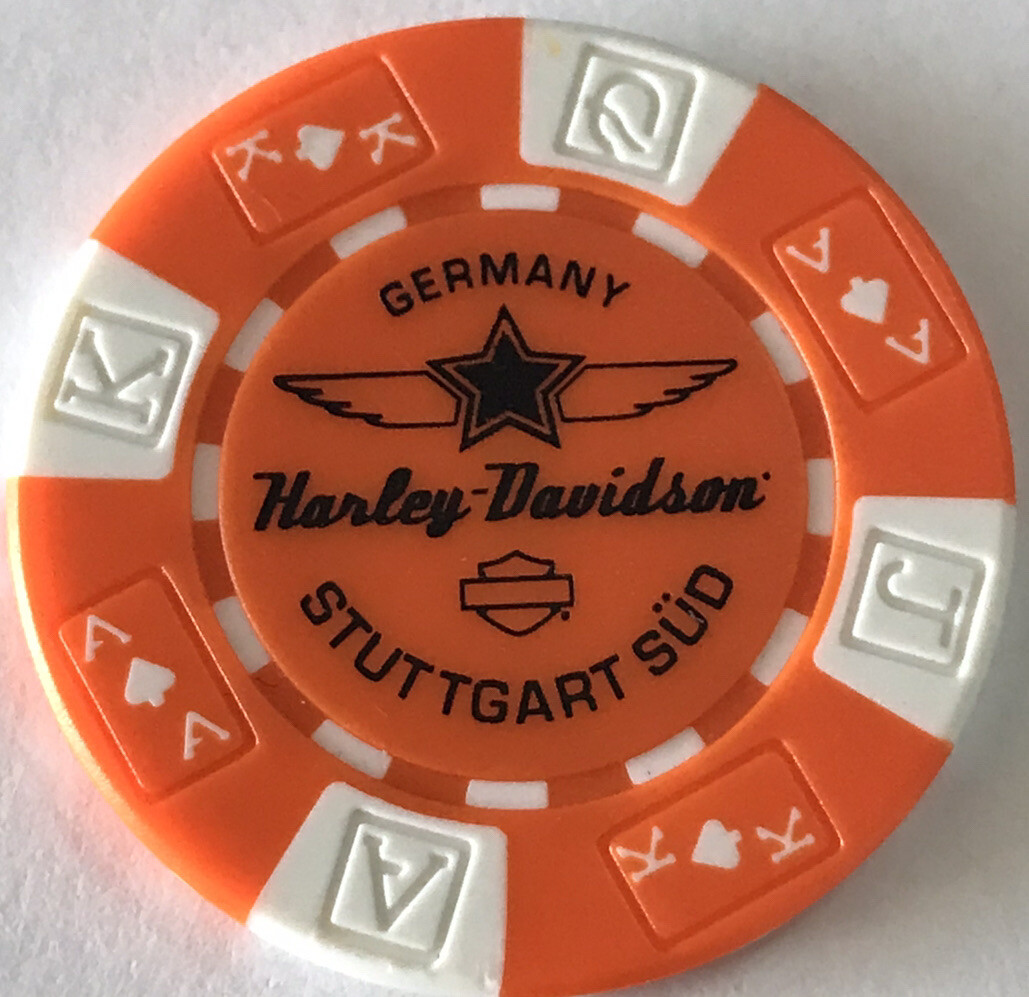 GERMANY
Harley-Davidson
STUTTGART SÜD
Q
A A
J
K K
A
A A
K
K K